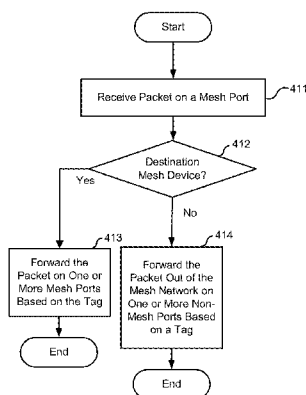 Start
Receive Packet on a Mesh Port
411
412
Destination
Mesh Device?
Yes
No
413
Forward the
Packet on One or
More Mesh Ports
Based on the Tag
414
Forward the
Packet Out of the
Mesh Network on
One or More Non-
Mesh Ports Based
on a Tag
End
End